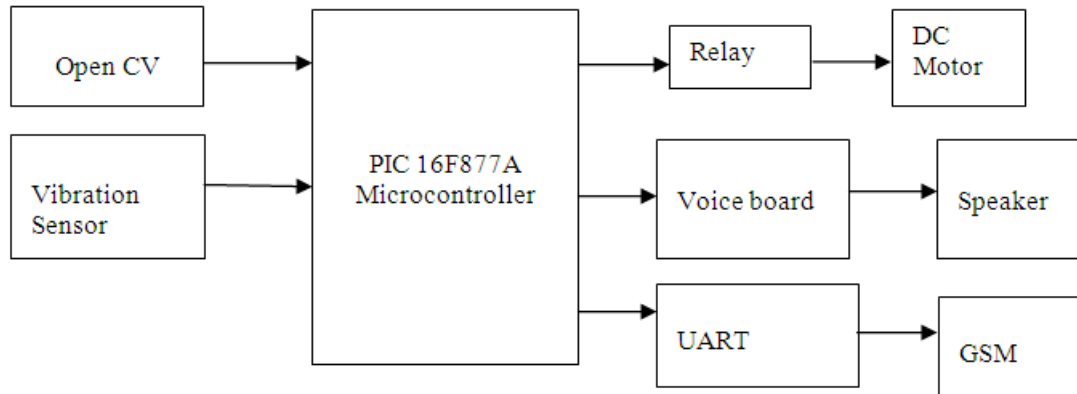 Open CV
Vibration
Sensor
PIC 16F877A
Microcontroller
Relay
DC
Motor
Voice board
Speaker
UART
GSM